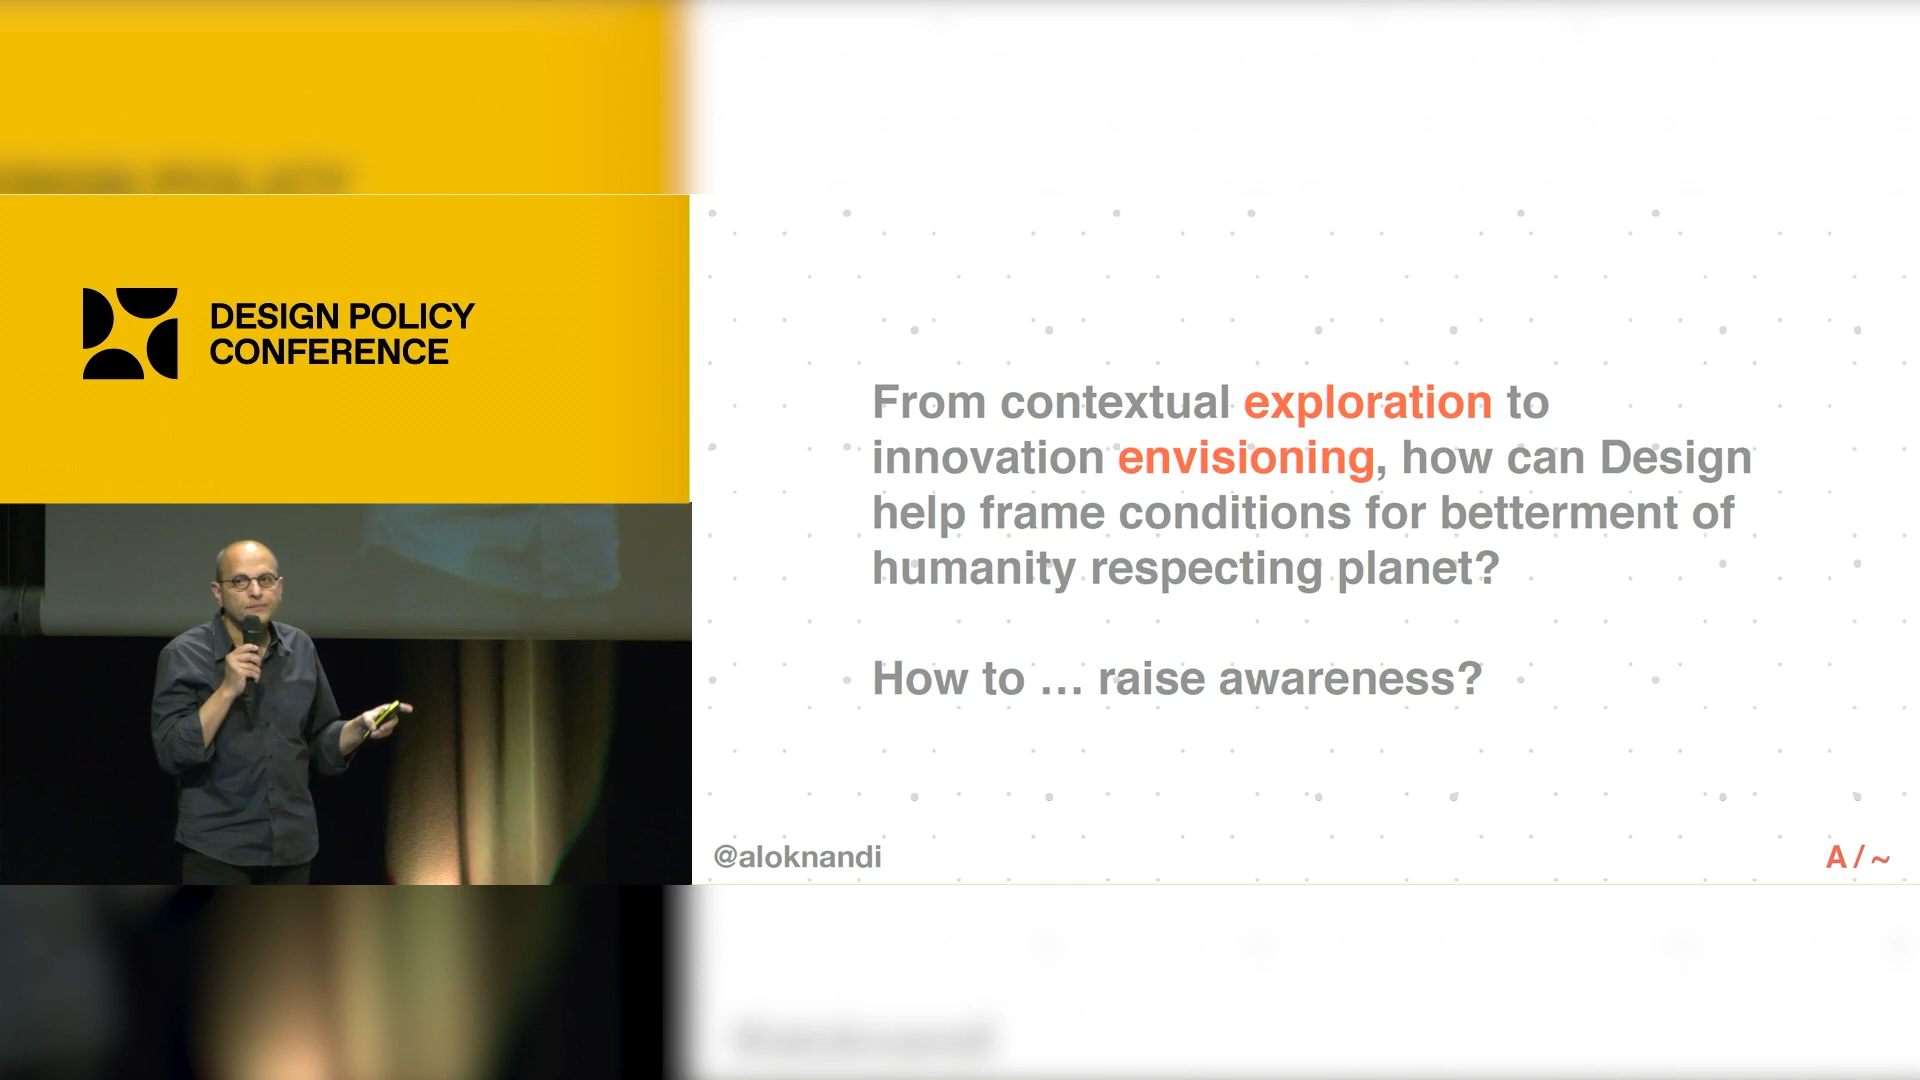 DESIGN POLICY
CONFERENCE
From contextual exploration to
innovation envisioning, how can Design
help frame conditions for betterment of
humanity respecting planet?
How to … raise awareness?
@aloknandi
A / ~